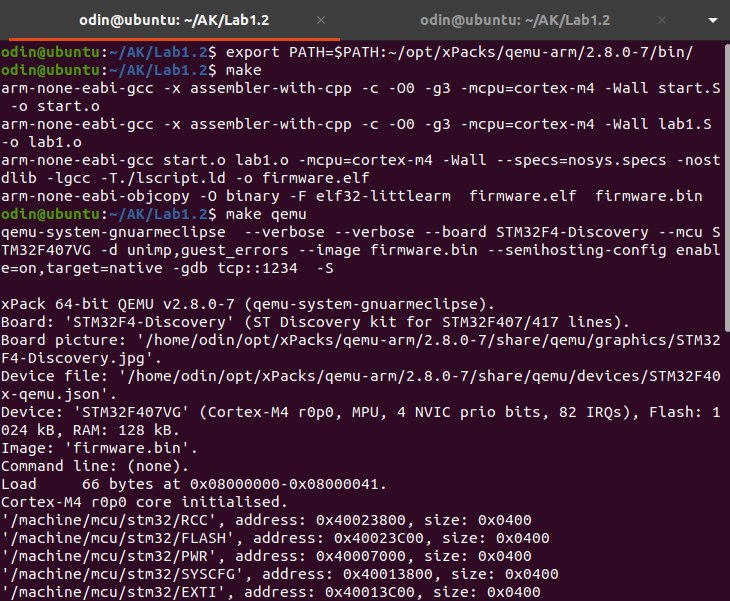 odin@ubuntu: ~/AK/Lab1.2 × odin@ubuntu: ~/AK/Lab1.2 ×
odin@ubuntu:~/AK/Lab1.2$ export PATH=$PATH:~/opt/xPacks/qemu-arm/2.8.0-7/bin/
odin@ubuntu:~/AK/Lab1.2$ make
arm-none-eabi-gcc -x assembler-with-cpp -c -O0 -g3 -mcpu=cortex-m4 -Wall start.S
 -o start.o
arm-none-eabi-gcc -x assembler-with-cpp -c -O0 -g3 -mcpu=cortex-m4 -Wall lab1.S
-o lab1.o
arm-none-eabi-gcc start.o lab1.o -mcpu=cortex-m4 -Wall --specs=nosys.specs -nost
dlib -lgcc -T./lscript.ld -o firmware.elf
arm-none-eabi-objcopy -O binary -F elf32-littlearm  firmware.elf  firmware.bin
odin@ubuntu:~/AK/Lab1.2$ make qemu
qemu-system-gnuarmeclipse  --verbose --verbose --board STM32F4-Discovery --mcu S
TM32F407VG -d unimp,guest_errors --image firmware.bin --semihosting-config enabl
e=on,target=native -gdb tcp::1234  -S
xPack 64-bit QEMU v2.8.0-7 (qemu-system-gnuarmeclipse).
Board: 'STM32F4-Discovery' (ST Discovery kit for STM32F407/417 lines).
Board picture: '/home/odin/opt/xPacks/qemu-arm/2.8.0-7/share/qemu/graphics/STM32
F4-Discovery.jpg'.
Device file: '/home/odin/opt/xPacks/qemu-arm/2.8.0-7/share/qemu/devices/STM32F40
x-qemu.json'.
Device: 'STM32F407VG' (Cortex-M4 r0p0, MPU, 4 NVIC prio bits, 82 IRQs), Flash: 1
024 kB, RAM: 128 kB.
Image: 'firmware.bin'.
Command line: (none).
Load    66 bytes at 0x08000000-0x08000041.
Cortex-M4 r0p0 core initialised.
'/machine/mcu/stm32/RCC', address: 0x40023800, size: 0x0400
'/machine/mcu/stm32/FLASH', address: 0x40023C00, size: 0x0400
'/machine/mcu/stm32/PWR', address: 0x40007000, size: 0x0400
'/machine/mcu/stm32/SYSCFG', address: 0x40013800, size: 0x0400
'/machine/mcu/stm32/EXTI', address: 0x40013C00, size: 0x0400